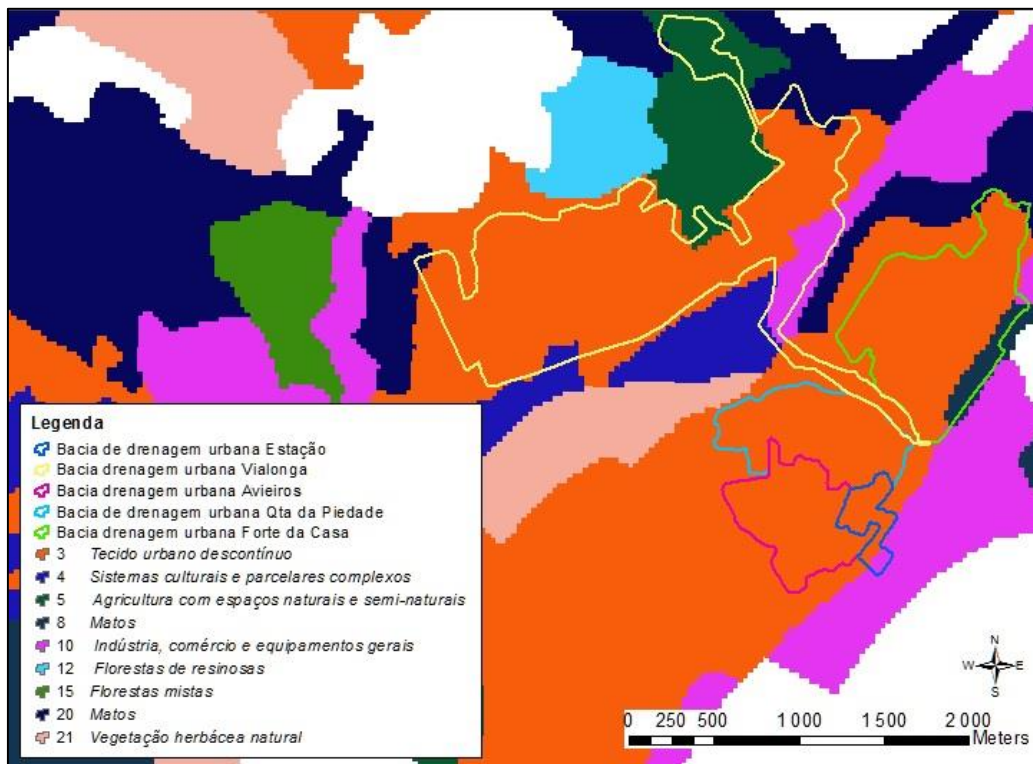 Legenda
Bacia de drenagem urbana Estação
Bacia drenagem urbana Vialonga
Bacia drenagem urbana Avieiros
Bacia de drenagem urbana Qta da Piedade
Bacia drenagem urbana Forte da Casa
3 Tecido urbano descontínuo
4 Sistemas culturais e parcelares complexos
5 Agricultura com espaços naturais e semi-naturais
8 Matos
10 Indústria, comércio e equipamentos gerais
12 Florestas de resinosas
15 Florestas mistas
20 Matos
21 Vegetação herbácea natural
N
W E
S
0 250 500 1 000 1 500 2 000
Meters